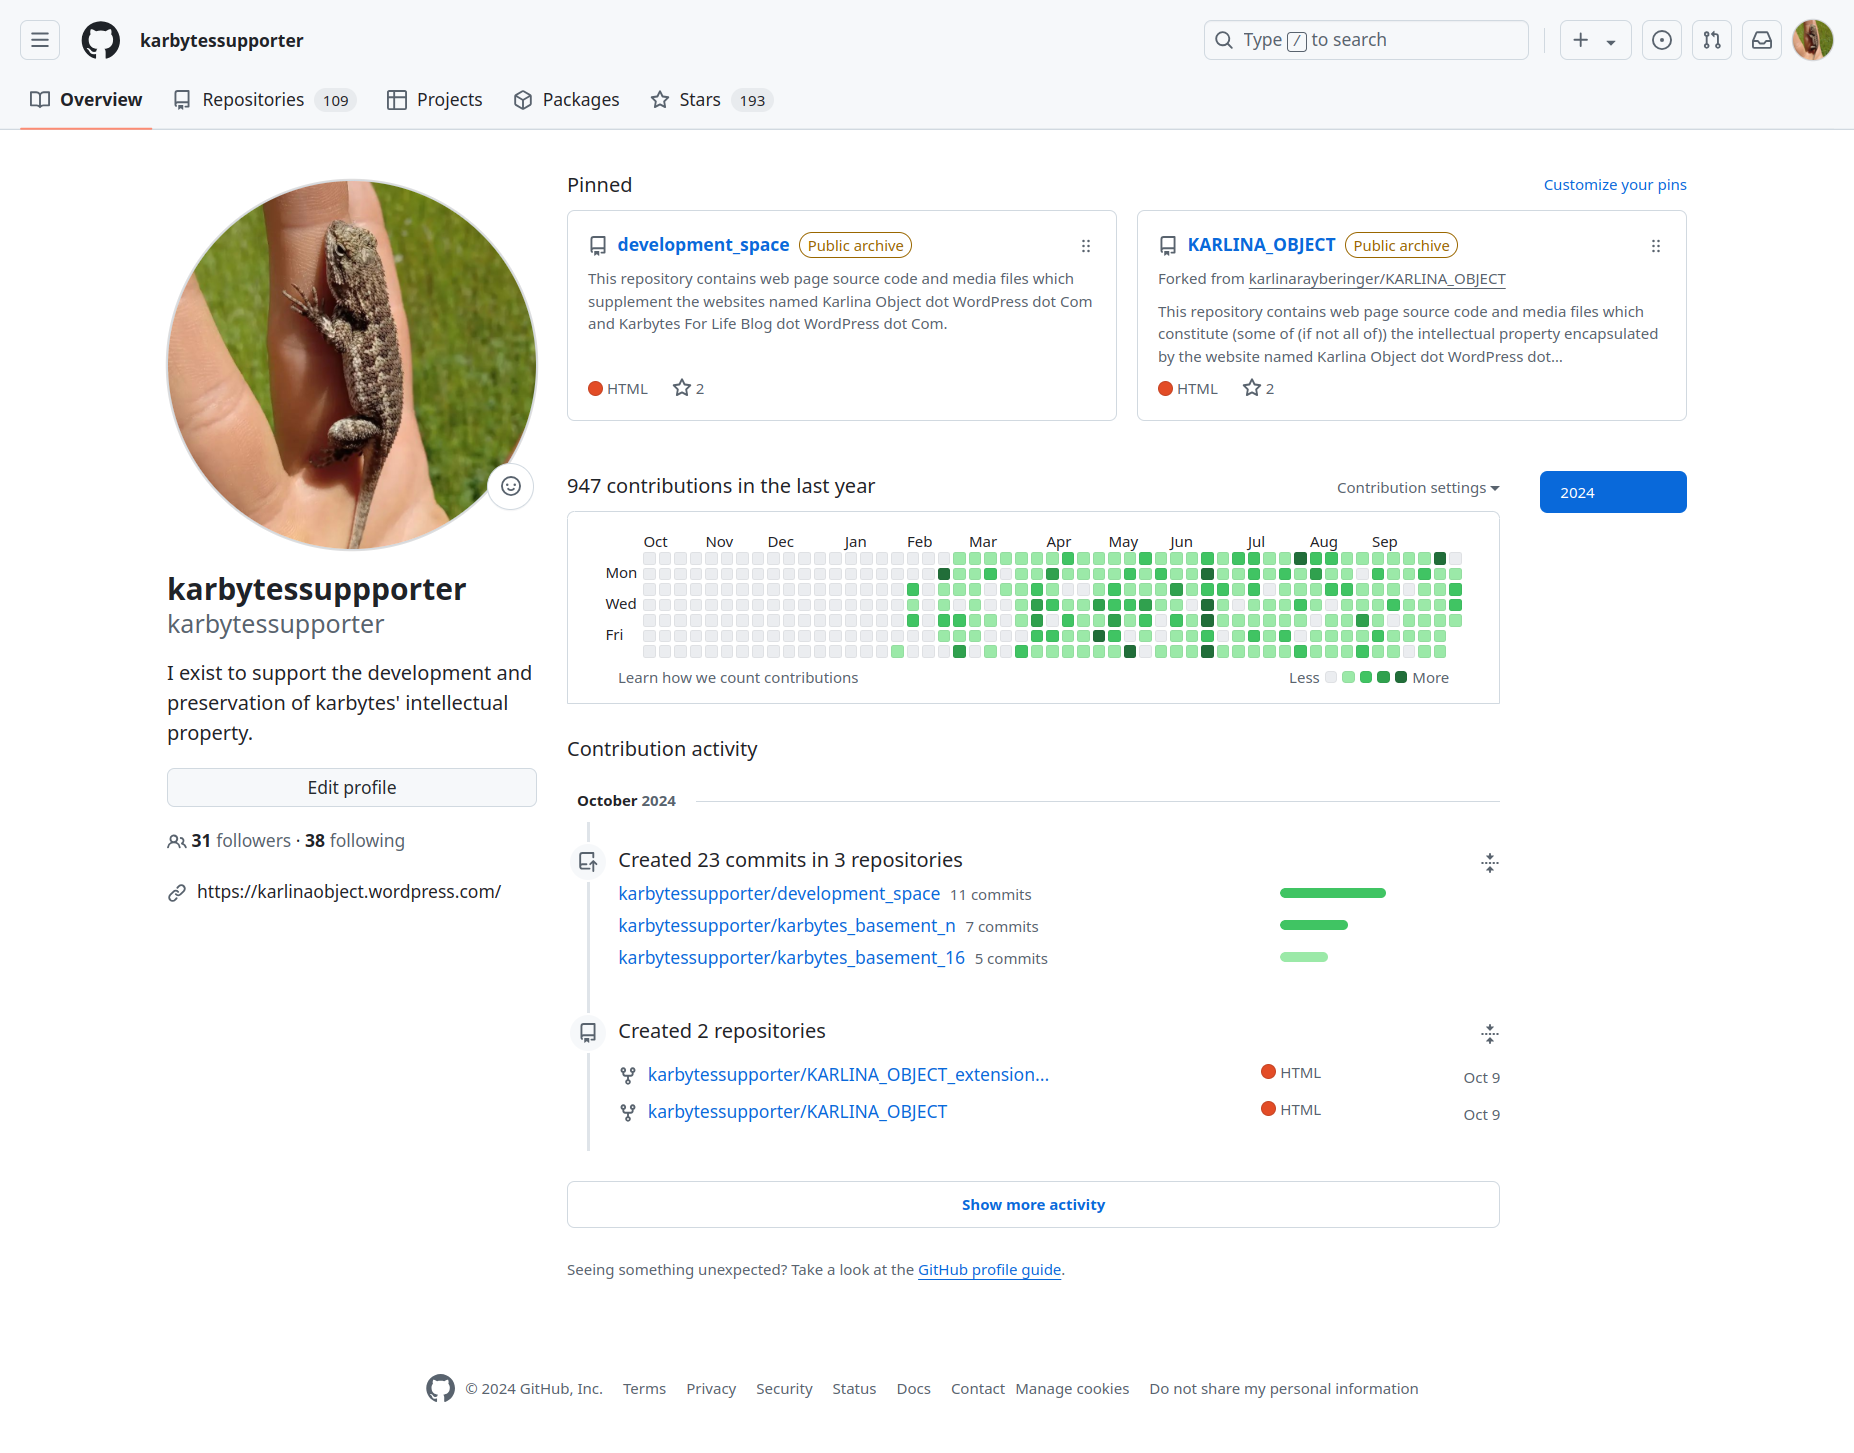 karbytessupporter
Type / to search
Overview
Repositories 109
Projects
Packages
Stars 193
karbytessuppporter
karbytessupporter
I exist to support the development and
preservation of karbytes' intellectual
property.
Edit profile
31 followers · 38 following
https://karlinaobject.wordpress.com/
Pinned
Customize your pins
development_space Public archive
This repository contains web page source code and media files which
supplement the websites named Karlina Object dot WordPress dot Com
and Karbytes For Life Blog dot WordPress dot Com.
HTML 2
KARLINA_OBJECT Public archive
Forked from karlinarayberinger/KARLINA_OBJECT
This repository contains web page source code and media files which
constitute (some of (if not all of)) the intellectual property encapsulated
by the website named Karlina Object dot WordPress dot...
HTML 2
947 contributions in the last year
Contribution settings
2024
Oct Nov Dec Jan Feb Mar Apr May Jun Jul Aug Sep
Mon
Wed
Fri
Learn how we count contributions
Less More
Contribution activity
October 2024
Created 23 commits in 3 repositories
karbytessupporter/development_space 11 commits
karbytessupporter/karbytes_basement_n 7 commits
karbytessupporter/karbytes_basement_16 5 commits
Created 2 repositories
karbytessupporter/KARLINA_OBJECT_extension... HTML Oct 9
karbytessupporter/KARLINA_OBJECT HTML Oct 9
Show more activity
Seeing something unexpected? Take a look at the GitHub profile guide.
© 2024 GitHub, Inc. Terms Privacy Security Status Docs Contact Manage cookies Do not share my personal information